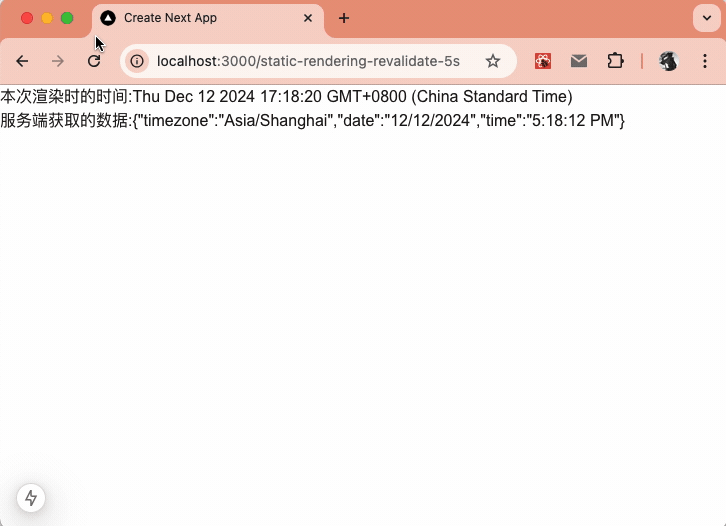 Create Next App
localhost:3000/static-rendering-revalidate-5s
本次渲染时的时间:Thu Dec 12 2024 17:18:20 GMT+0800 (China Standard Time)
服务端获取的数据:{"timezone":"Asia/Shanghai","date":"12/12/2024","time":"5:18:12 PM"}